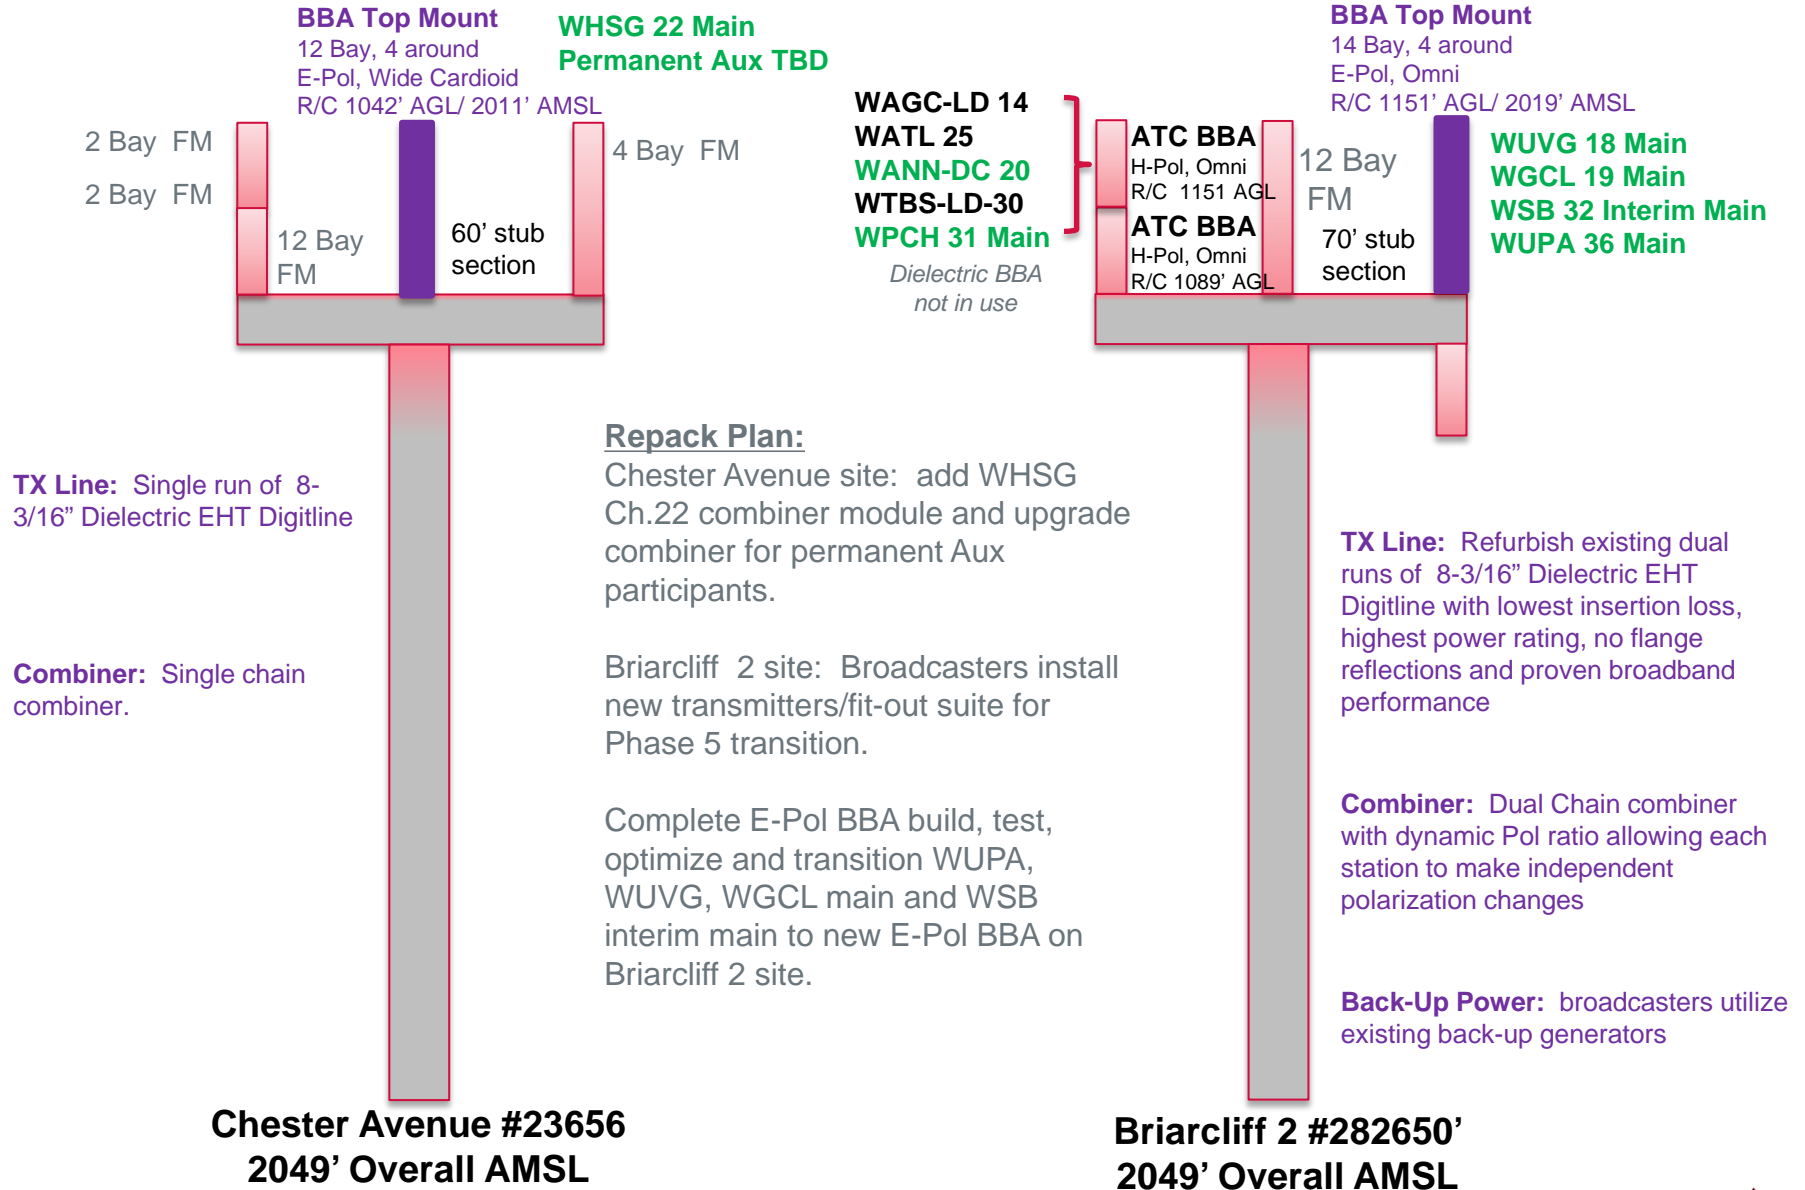 BBA Top Mount
12 Bay, 4 around
E-Pol, Wide Cardioid
R/C 1042’ AGL/ 2011’ AMSL
WHSG 22 Main
Permanent Aux TBD
2 Bay FM
2 Bay FM
12 Bay
FM
60’ stub
section
4 Bay FM
TX Line: Single run of 8-
3/16” Dielectric EHT Digitline
Combiner: Single chain
combiner.
Chester Avenue #23656
2049’ Overall AMSL
Repack Plan:
Chester Avenue site: add WHSG
Ch.22 combiner module and upgrade
combiner for permanent Aux
participants.
Briarcliff 2 site: Broadcasters install
new transmitters/fit-out suite for
Phase 5 transition.
Complete E-Pol BBA build, test,
optimize and transition WUPA,
WUVG, WGCL main and WSB
interim main to new E-Pol BBA on
Briarcliff 2 site.
WAGC-LD 14
WATL 25
WANN-DC 20
WTBS-LD-30
WPCH 31 Main
Dielectric BBA
not in use
ATC BBA
H-Pol, Omni
R/C 1151 AGL
ATC BBA
H-Pol, Omni
R/C 1089’ AGL
12 Bay
FM
70’ stub
section
BBA Top Mount
14 Bay, 4 around
E-Pol, Omni
R/C 1151’ AGL/ 2019’ AMSL
WUVG 18 Main
WGCL 19 Main
WSB 32 Interim Main
WUPA 36 Main
TX Line: Refurbish existing dual
runs of 8-3/16” Dielectric EHT
Digitline with lowest insertion loss,
highest power rating, no flange
reflections and proven broadband
performance
Combiner: Dual Chain combiner
with dynamic Pol ratio allowing each
station to make independent
polarization changes
Back-Up Power: broadcasters utilize
existing back-up generators
Briarcliff 2 #282650’
2049’ Overall AMSL